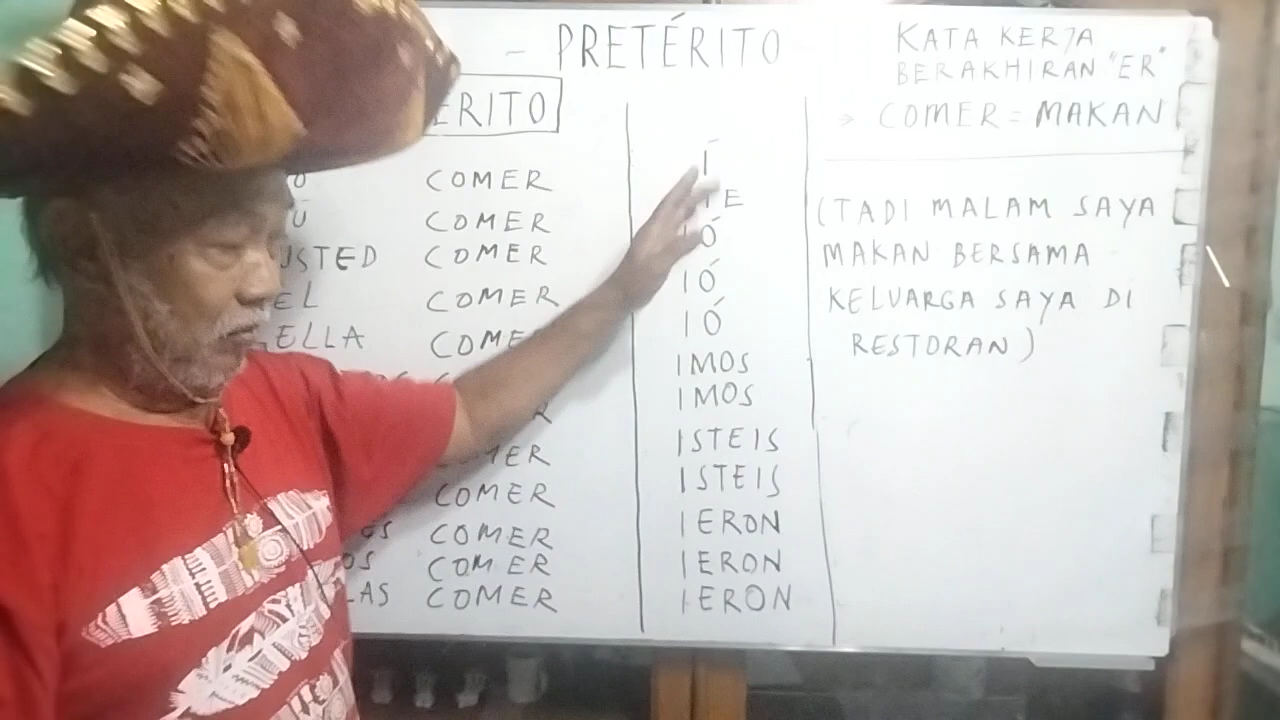 - PRETÉRITO
ERITO
COMER Í
COMER
USTED COMER IÓ
EL COMER IÓ
ELLA IÓ
IMOS
IMOS
ISTEIS
COMER ISTEIS
COMER IERON
COMER IERON
LAS COMER IERON
KATA KERJA
BERAKHIRAN "ER"
→ COMER = MAKAN
(TADI MALAM SAYA
MAKAN BERSAMA
KELUARGA SAYA DI
RESTORAN)